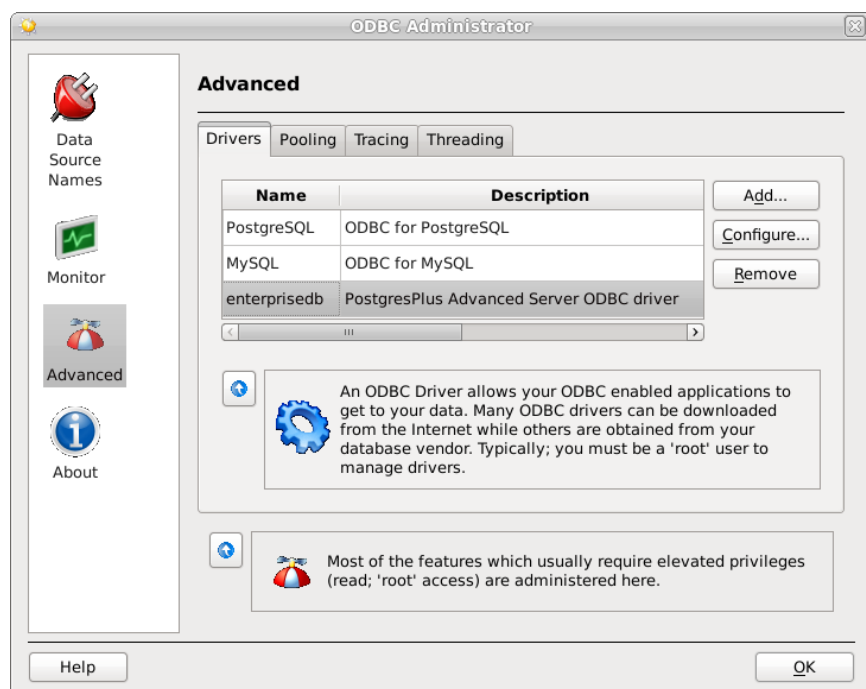 ODBC Administrator
Data
Source
Names
Monitor
Advanced
About
Advanced
Drivers
Pooling
Tracing
Threading
Name
Description
PostgreSQL
ODBC for PostgreSQL
MySQL
ODBC for MySQL
enterprisedb
PostgresPlus Advanced Server ODBC driver
Add...
Configure...
Remove
An ODBC Driver allows your ODBC enabled applications to
get to your data. Many ODBC drivers can be downloaded
from the Internet while others are obtained from your
database vendor. Typically; you must be a 'root' user to
manage drivers.
Most of the features which usually require elevated privileges
(read; 'root' access) are administered here.
Help
OK